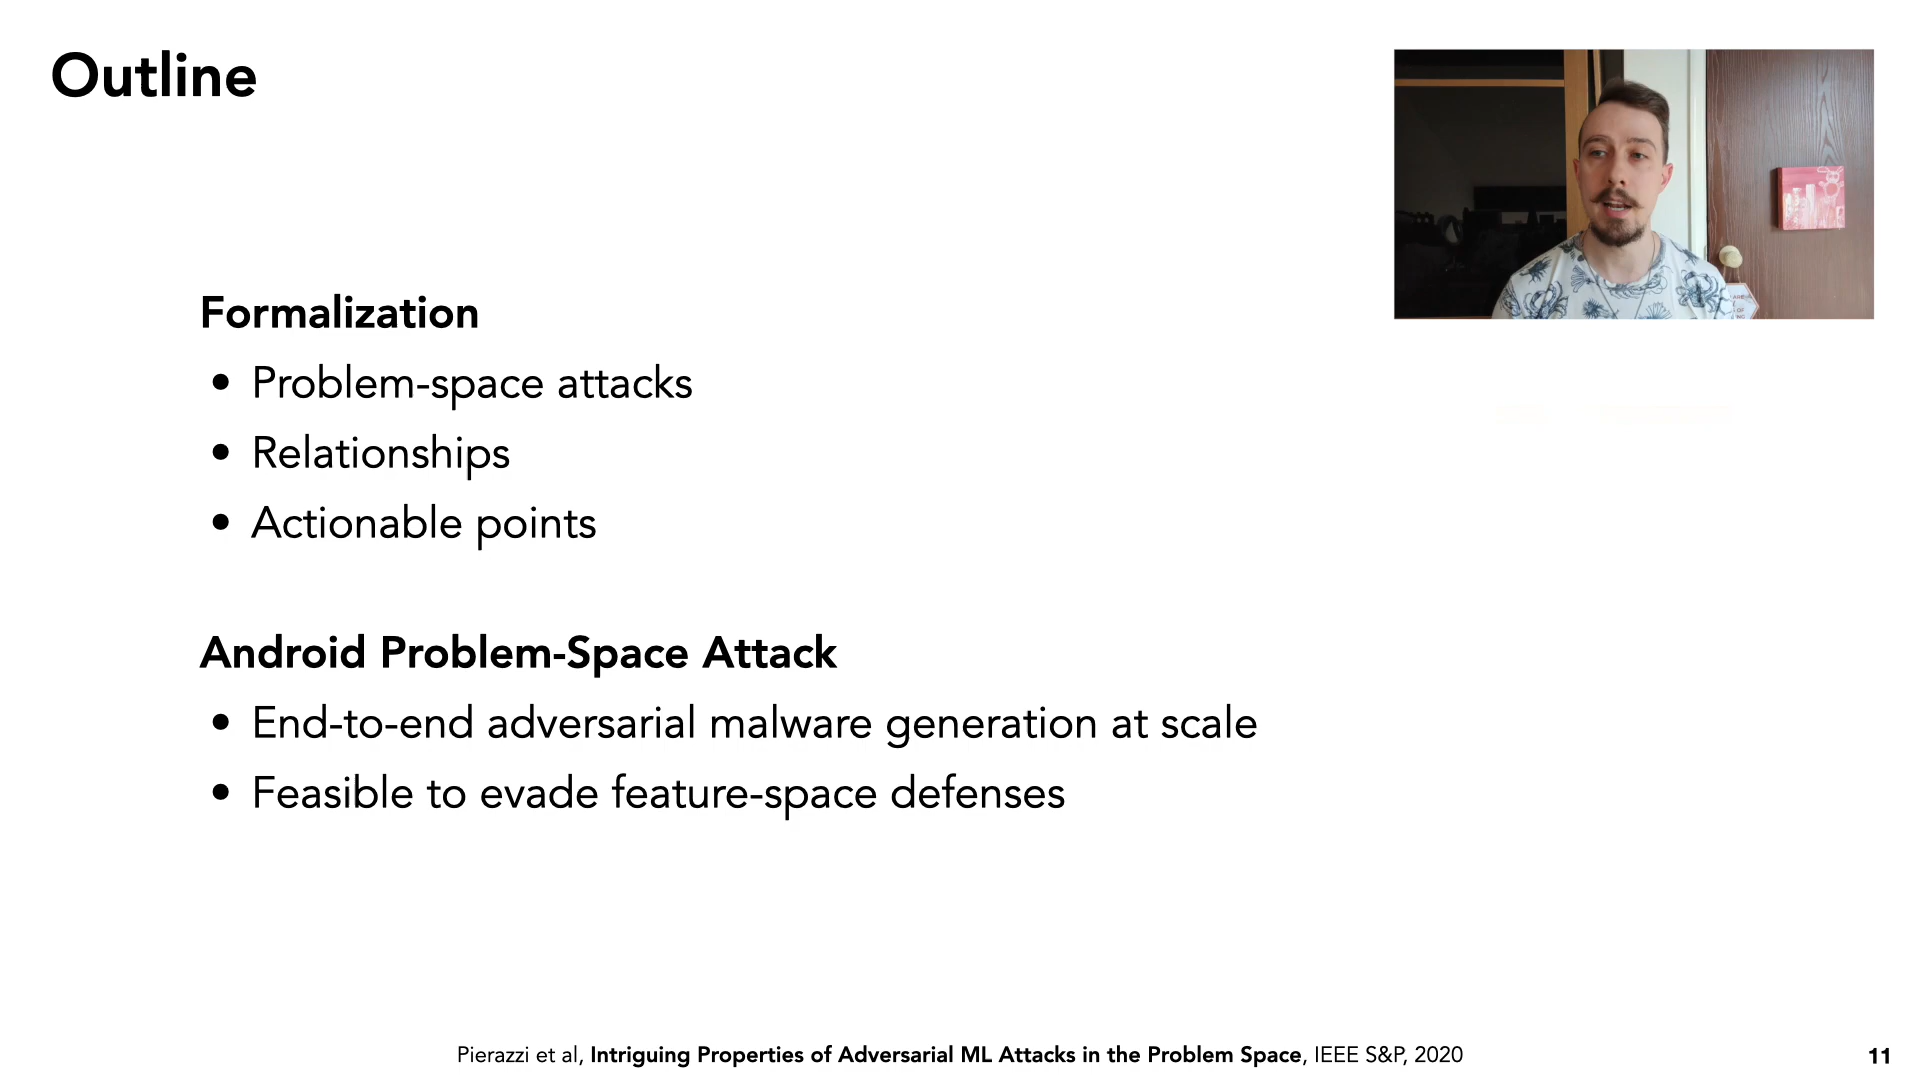 Outline
Formalization
• Problem-space attacks
• Relationships
• Actionable points
Android Problem-Space Attack
• End-to-end adversarial malware generation at scale
• Feasible to evade feature-space defenses
Pierazzi et al, Intriguing Properties of Adversarial ML Attacks in the Problem Space, IEEE S&P, 2020
11